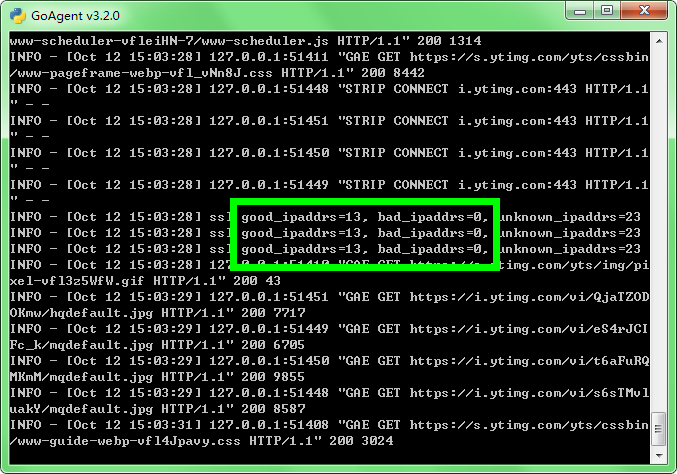 GoAgent v3.2.0
www-scheduler-vfleiHN-7/www-scheduler.js HTTP/1.1" 200 1314
INFO - [Oct 12 15:03:28] 127.0.0.1:51411 "GAE GET https://s.ytimg.com/yts/cssbin
/www-pageframe-webp-vfl_vNn8J.css HTTP/1.1" 200 8442
INFO - [Oct 12 15:03:28] 127.0.0.1:51448 "STRIP CONNECT i.ytimg.com:443 HTTP/1.1
" - -
INFO - [Oct 12 15:03:28] 127.0.0.1:51451 "STRIP CONNECT i.ytimg.com:443 HTTP/1.1
" - -
INFO - [Oct 12 15:03:28] 127.0.0.1:51450 "STRIP CONNECT i.ytimg.com:443 HTTP/1.1
" - -
INFO - [Oct 12 15:03:28] 127.0.0.1:51449 "STRIP CONNECT i.ytimg.com:443 HTTP/1.1
" - -
INFO - [Oct 12 15:03:28] ssl good_ipaddrs=13, bad_ipaddrs=0, unknown_ipaddrs=23
INFO - [Oct 12 15:03:28] ssl good_ipaddrs=13, bad_ipaddrs=0, unknown_ipaddrs=23
INFO - [Oct 12 15:03:28] ssl good_ipaddrs=13, bad_ipaddrs=0, unknown_ipaddrs=23
INFO - [Oct 12 15:03:28] 127.0.0.1:51410 "GAE GET https://s.ytimg.com/yts/img/pi
xel-vfl3z5WfW.gif HTTP/1.1" 200 43
INFO - [Oct 12 15:03:29] 127.0.0.1:51451 "GAE GET https://i.ytimg.com/vi/QjaTZOD
OKmw/hqdefault.jpg HTTP/1.1" 200 7717
INFO - [Oct 12 15:03:29] 127.0.0.1:51449 "GAE GET https://i.ytimg.com/vi/eS4rJCI
Fc_k/mqdefault.jpg HTTP/1.1" 200 6705
INFO - [Oct 12 15:03:29] 127.0.0.1:51450 "GAE GET https://i.ytimg.com/vi/t6aFuRQ
MKmM/mqdefault.jpg HTTP/1.1" 200 9855
INFO - [Oct 12 15:03:29] 127.0.0.1:51448 "GAE GET https://i.ytimg.com/vi/s6sTMvl
uakY/mqdefault.jpg HTTP/1.1" 200 8587
INFO - [Oct 12 15:03:31] 127.0.0.1:51408 "GAE GET https://s.ytimg.com/yts/cssbin
/www-guide-webp-vfl4Jpavy.css HTTP/1.1" 200 3024